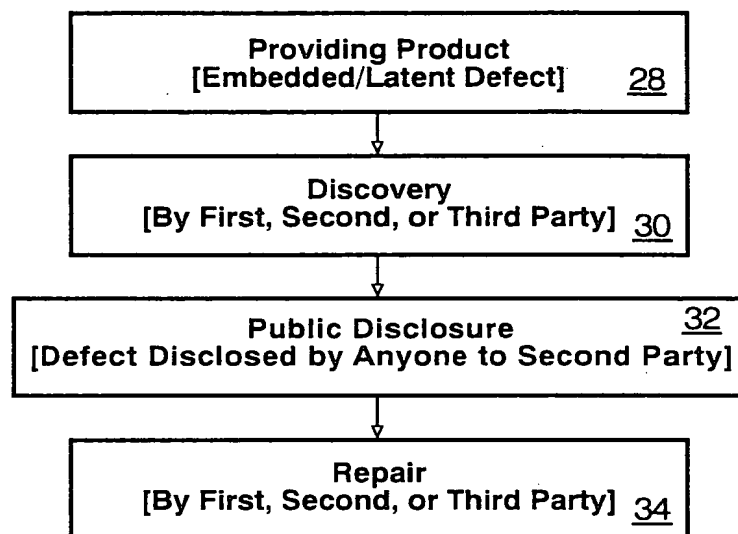 Providing Product
[Embedded/Latent Defect]
28
Discovery
[By First, Second, or Third Party]
30
Public Disclosure
32
[Defect Disclosed by Anyone to Second Party]
Repair
[By First, Second, or Third Party]
34